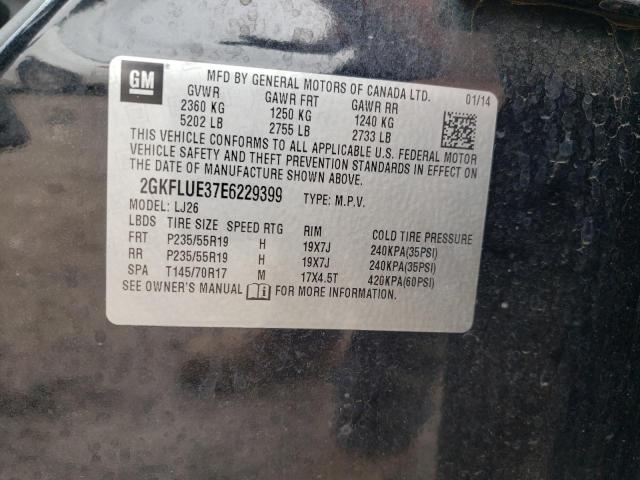 GM
MFD BY GENERAL MOTORS OF CANADA LTD.
01/14
GVWR GAWR FRT GAWR RR
2360 KG 1250 KG 1240 KG
5202 LB 2755 LB 2733 LB
THIS VEHICLE CONFORMS TO ALL APPLICABLE U.S. FEDERAL MOTOR
VEHICLE SAFETY AND THEFT PREVENTION STANDARDS IN EFFECT ON
THE DATE OF MANUFACTURE SHOWN ABOVE.
2GKFLUE37E6229399 TYPE: M.P.V.
MODEL: LJ26
LBDS TIRE SIZE SPEED RTG RIM COLD TIRE PRESSURE
FRT P235/55R19 H 19X7J 240KPA(35PSI)
RR P235/55R19 H 19X7J 240KPA(35PSI)
SPA T145/70R17 M 17X4.5T 420KPA(60PSI)
SEE OWNER'S MANUAL FOR MORE INFORMATION.